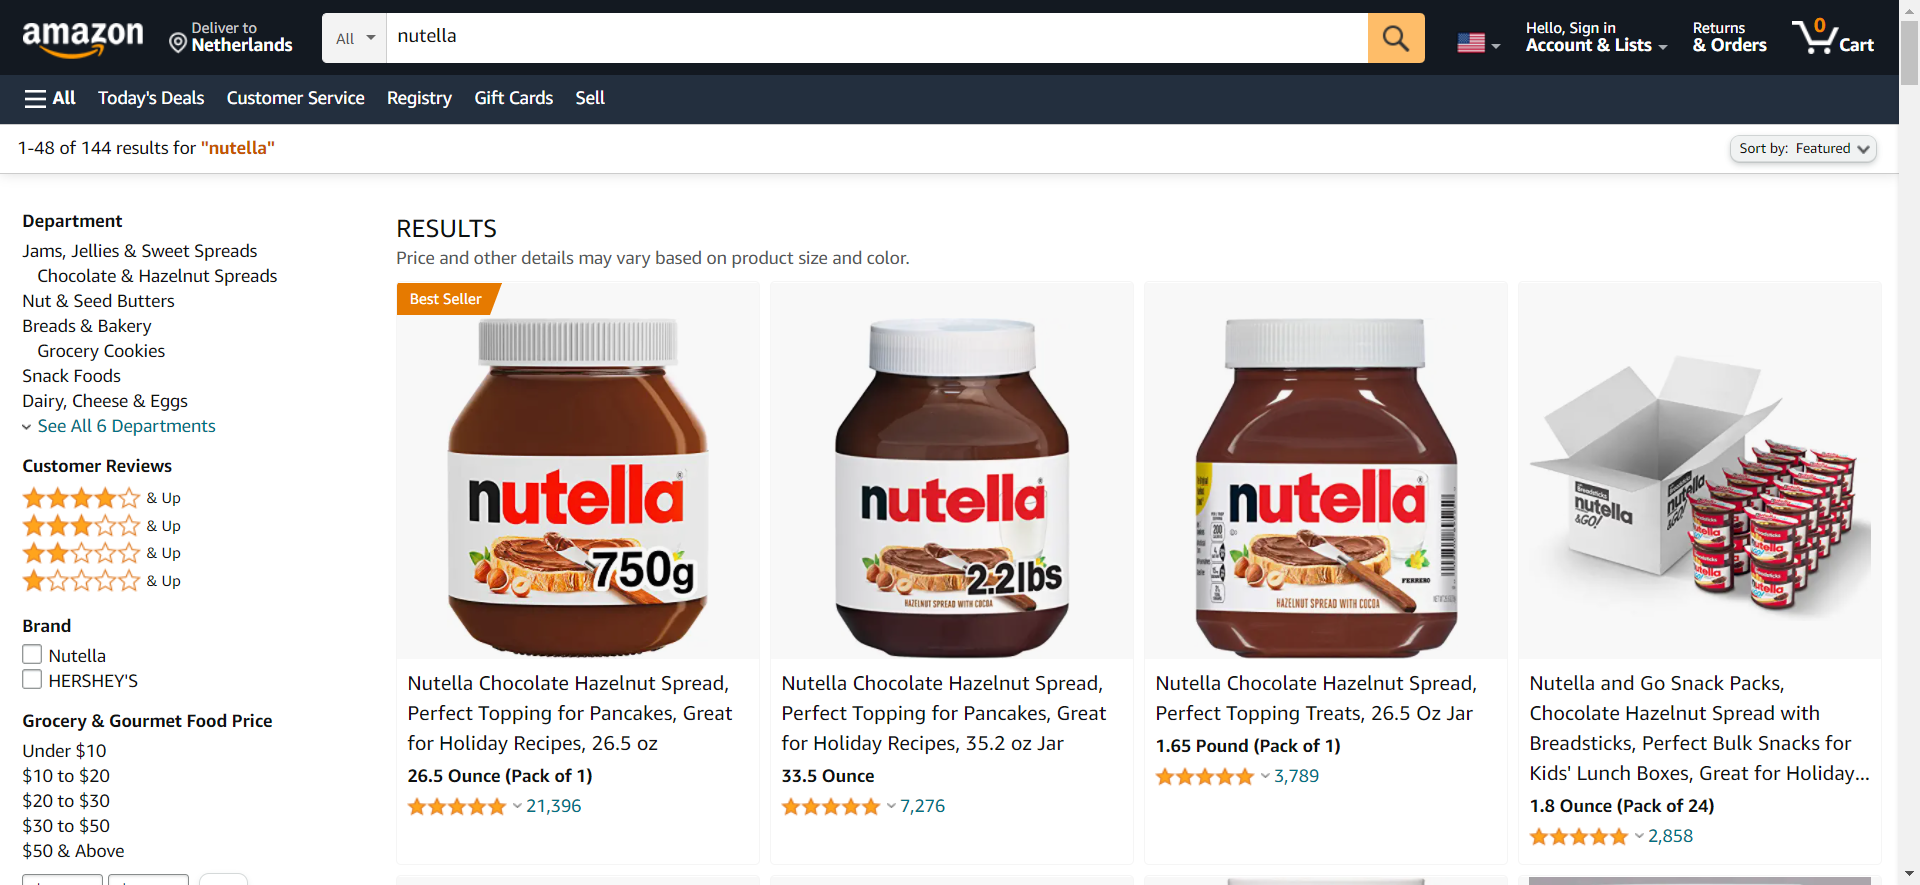 amazon
Deliver to
Netherlands
All
nutella
Hello, Sign in
Account & Lists
Returns
& Orders
0
Cart
All
Today's Deals
Customer Service
Registry
Gift Cards
Sell
1-48 of 144 results for "nutella"
Sort by: Featured
Department
Jams, Jellies & Sweet Spreads
Chocolate & Hazelnut Spreads
Nut & Seed Butters
Breads & Bakery
Grocery Cookies
Snack Foods
Dairy, Cheese & Eggs
See All 6 Departments
Customer Reviews
& Up
& Up
& Up
& Up
Brand
Nutella
HERSHEY'S
Grocery & Gourmet Food Price
Under $10
$10 to $20
$20 to $30
$30 to $50
$50 & Above
RESULTS
Price and other details may vary based on product size and color.
Best Seller
nutella
750g
Nutella Chocolate Hazelnut Spread,
Perfect Topping for Pancakes, Great
for Holiday Recipes, 26.5 oz
26.5 Ounce (Pack of 1)
21,396
nutella
2.2lbs
HAZELNUT SPREAD WITH COCOA
Nutella Chocolate Hazelnut Spread,
Perfect Topping for Pancakes, Great
for Holiday Recipes, 35.2 oz Jar
33.5 Ounce
7,276
nutella
FERRERO
HAZELNUT SPREAD WITH COCOA
Nutella Chocolate Hazelnut Spread,
Perfect Topping Treats, 26.5 Oz Jar
1.65 Pound (Pack of 1)
3,789
Breadsticks
nutella
&GO!
nutella
&GO!
nutella
nutella
nutella
nutella
Nutella and Go Snack Packs,
Chocolate Hazelnut Spread with
Breadsticks, Perfect Bulk Snacks for
Kids' Lunch Boxes, Great for Holiday...
1.8 Ounce (Pack of 24)
2,858